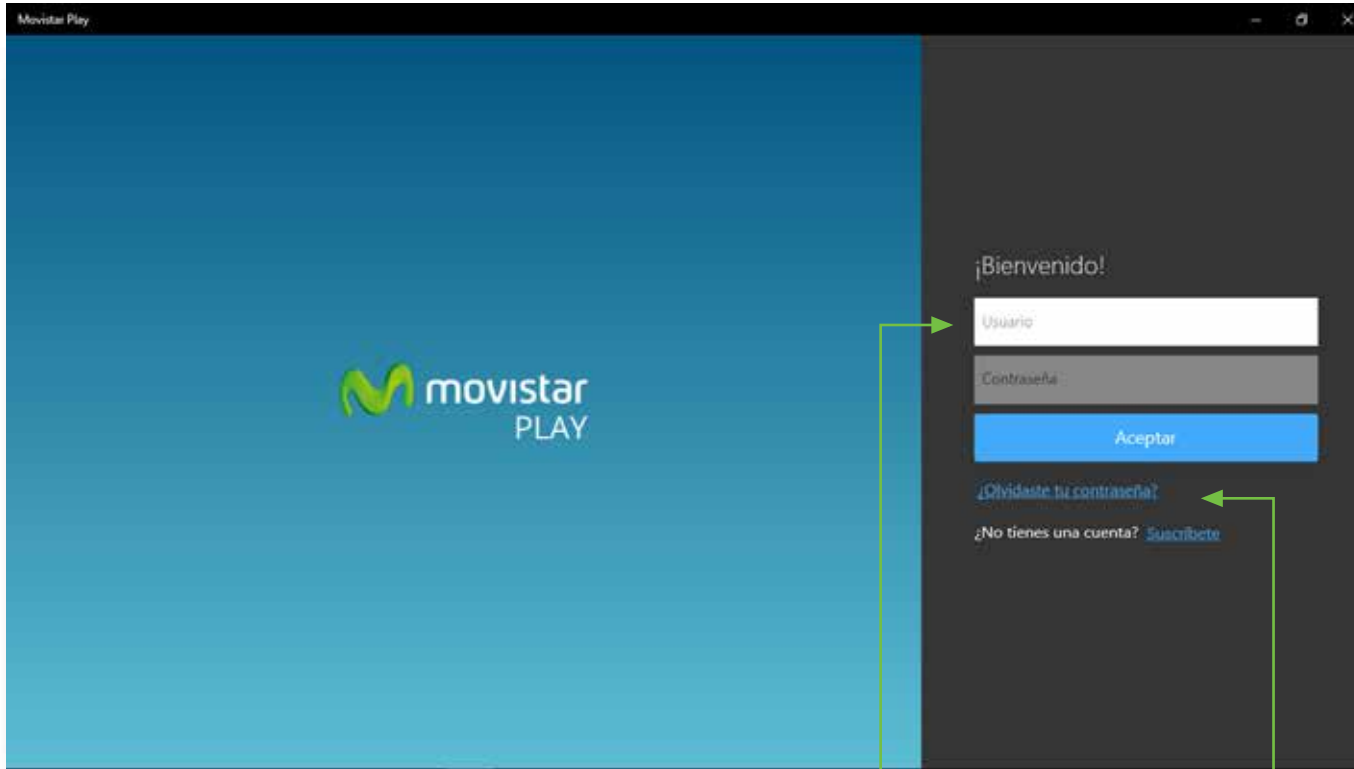 Movistar Play
¡Bienvenido!
Usuario
Contraseña
movistar
PLAY
Aceptar
¿Olvidaste tu contraseña?
¿No tienes una cuenta? Suscríbete